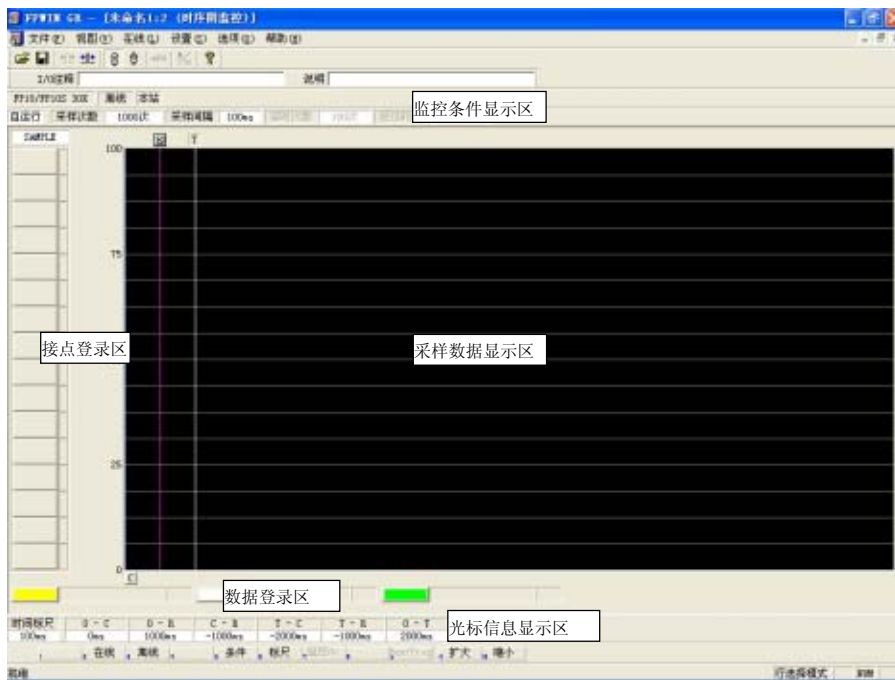 FPWIN GR - [未命名1:2 (时序图监控)]
文件(F) 视图(V) 在线(L) 设置(S) 选项(O) 帮助(H)
I/O注释 说明
离线 本站
监控条件显示区
自运行 采样次数 1000次 采样间隔 100ms
SAMPLE R T
100
75
接点登录区 采样数据显示区
25
0
C
数据登录区
时间标尺 O - C O - R C - R T - C T - R O - T 光标信息显示区
100ms 0ms 1000ms -1000ms -2000ms -1000ms 2000ms
在线 离线 条件 标尺 扩大 缩小
就绪 行选择模式 NUM